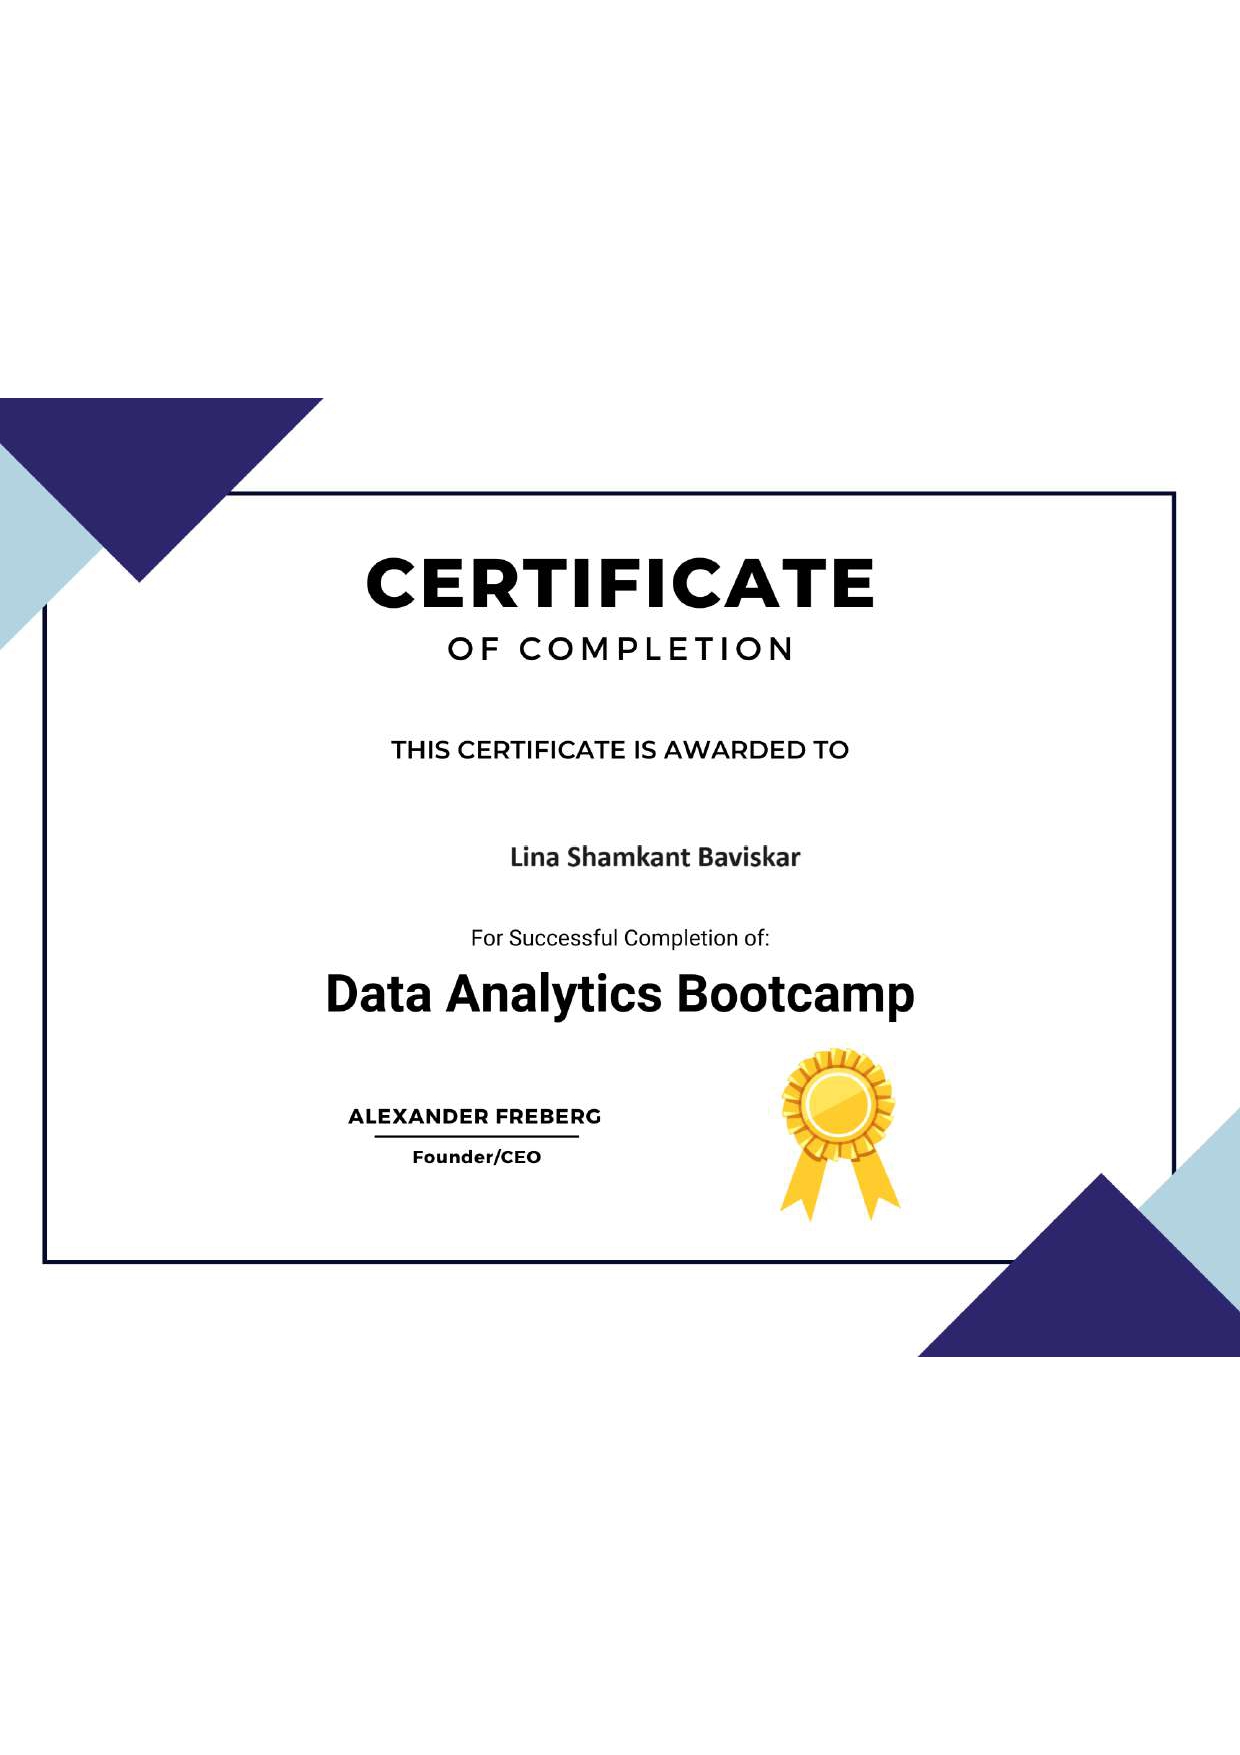 CERTIFICATE
OF COMPLETION
THIS CERTIFICATE IS AWARDED TO
Lina Shamkant Baviskar
For Successful Completion of:
Data Analytics Bootcamp
ALEXANDER FREBERG
Founder/CEO